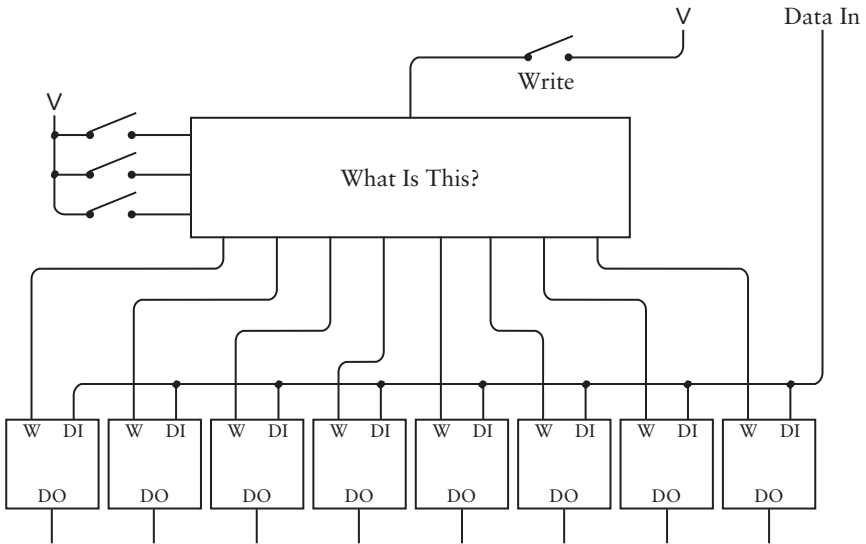 V Data In
Write
V
What Is This?
W DI W DI W DI W DI W DI W DI W DI W DI
DO DO DO DO DO DO DO DO